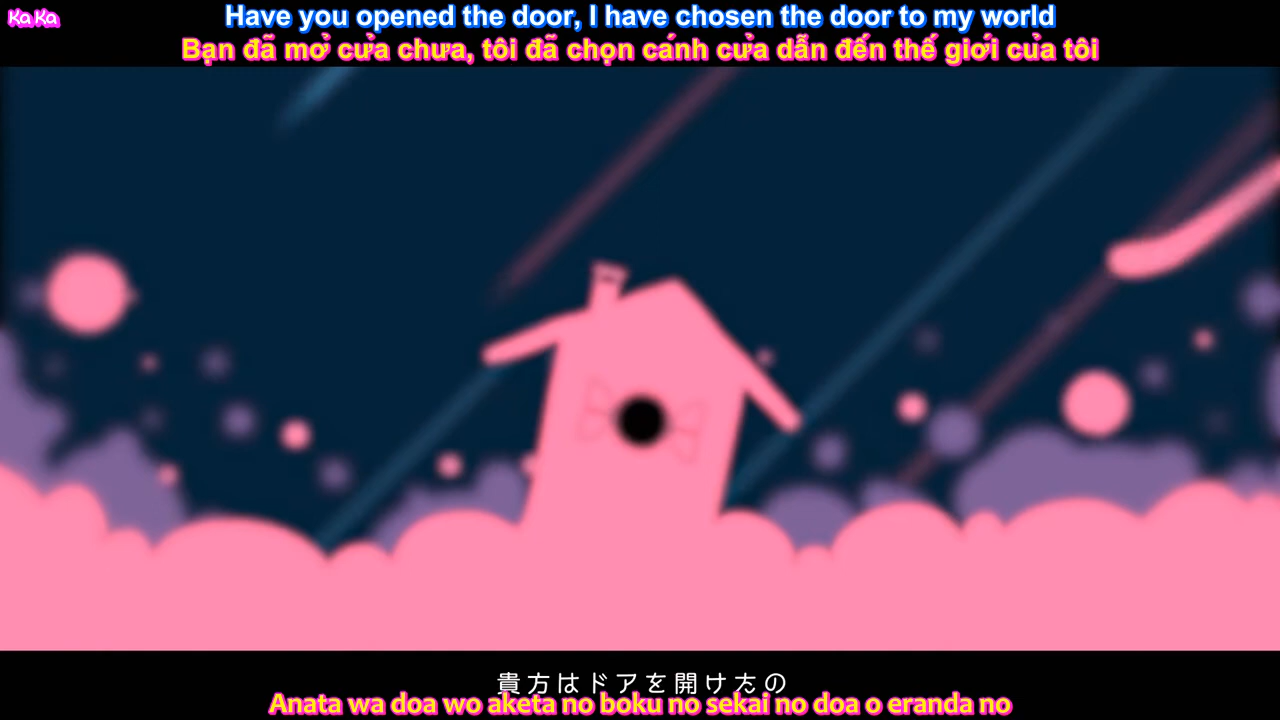 KaKa
Have you opened the door, I have chosen the door to my world
Bạn đã mở cửa chưa, tôi đã chọn cánh cửa dẫn đến thế giới của tôi
貴方はドアを開けたの
Anata wa doa wo aketa no boku no sekai no doa o eranda no